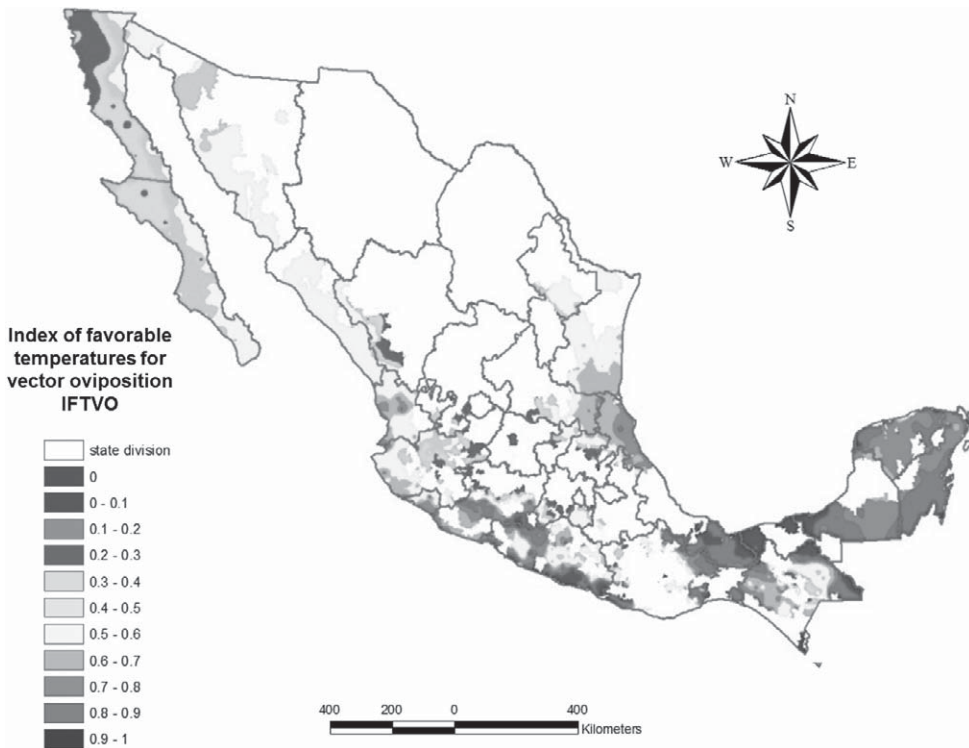 N
W
E
S
Index of favorable
temperatures for
vector oviposition
IFTVO
state division
0
0 - 0.1
0.1 - 0.2
0.2 - 0.3
0.3 - 0.4
0.4 - 0.5
0.5 - 0.6
0.6 - 0.7
0.7 - 0.8
0.8 - 0.9
0.9 - 1
400 200 0 400
Kilometers